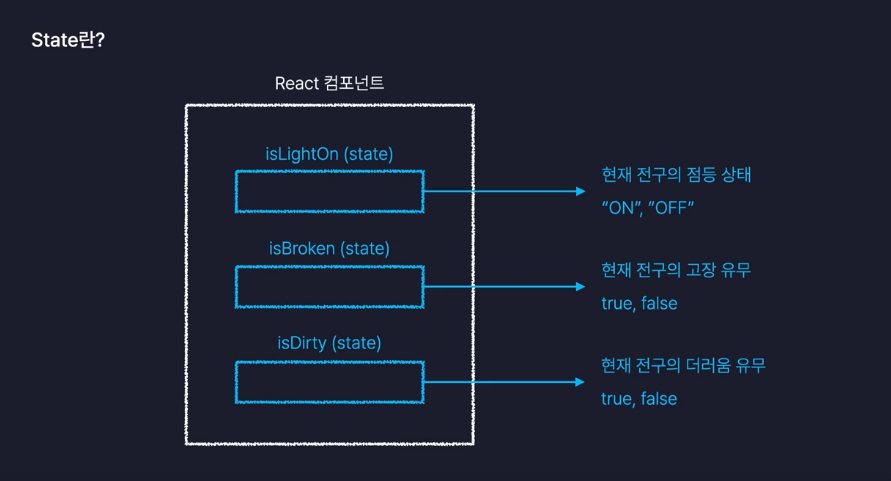 State란?
React 컴포넌트
isLightOn (state)
현재 전구의 점등 상태
“ON”, “OFF”
isBroken (state)
현재 전구의 고장 유무
true, false
isDirty (state)
현재 전구의 더러움 유무
true, false